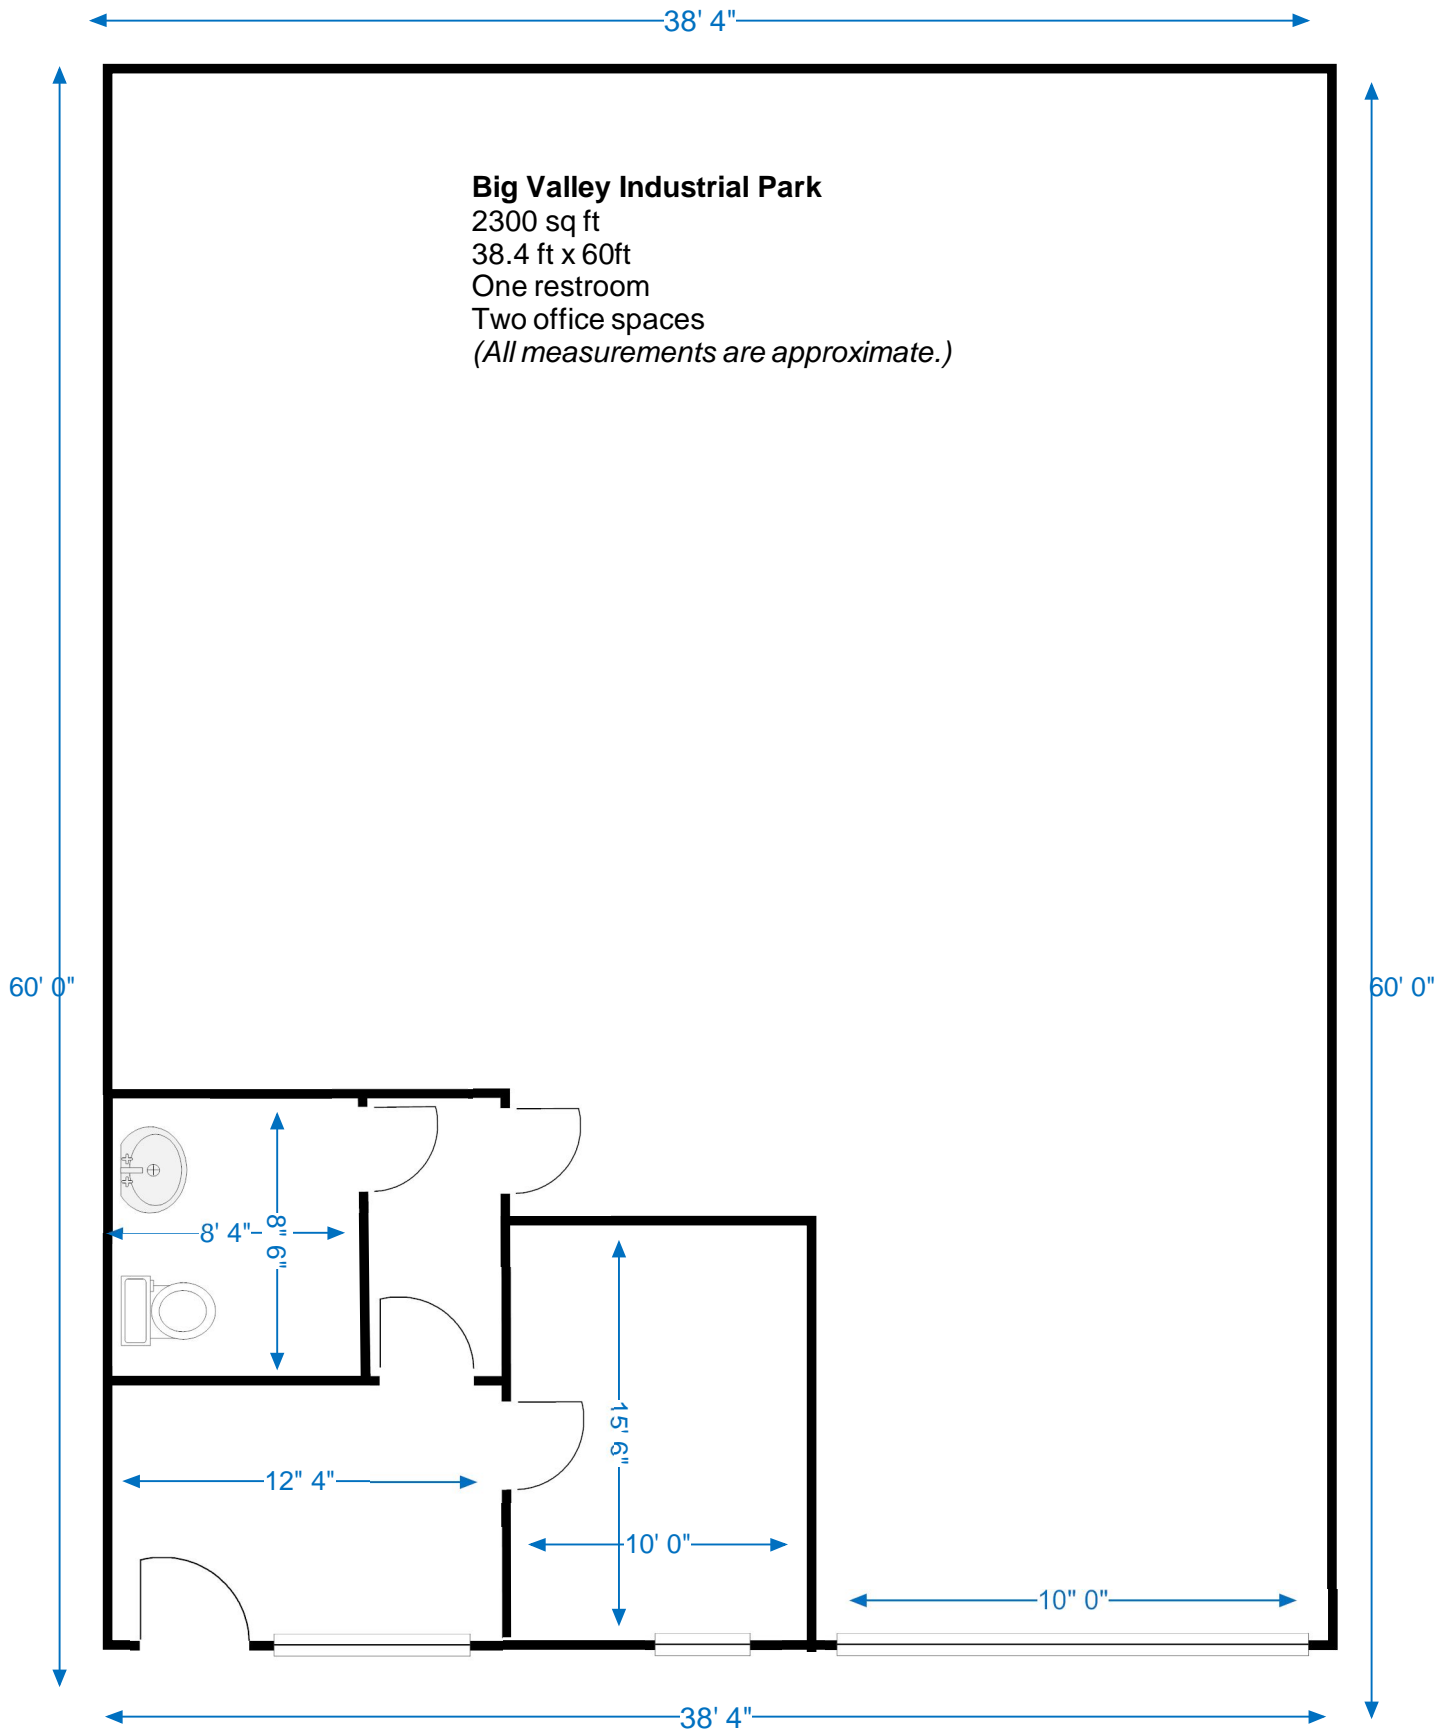 38' 4"
Big Valley Industrial Park
2300 sq ft
38.4 ft x 60ft
One restroom
Two office spaces
(All measurements are approximate.)
60' 0"
60' 0"
8' 4"
8" 6"
15' 6"
12" 4"
10' 0"
10" 0"
38' 4"